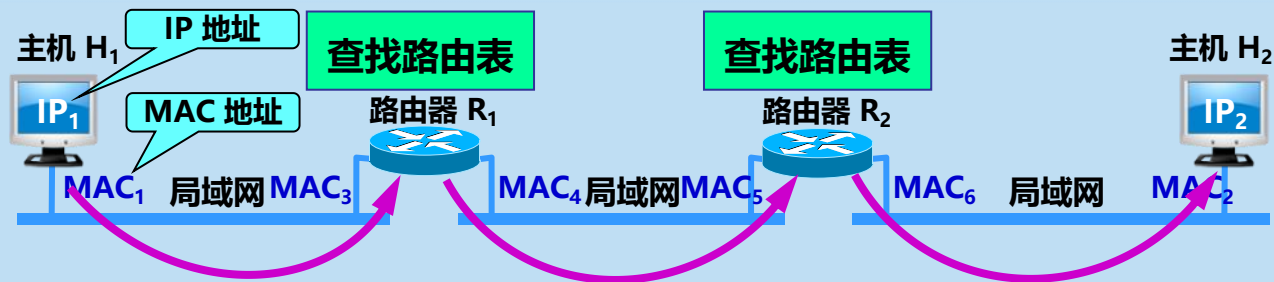 主机 H₁
IP 地址
查找路由表
查找路由表
主机 H₂
IP₁
MAC 地址
路由器 R₁
路由器 R₂
IP₂
MAC₁ 局域网 MAC₃ MAC₄ 局域网 MAC₅ MAC₆ 局域网 MAC₂